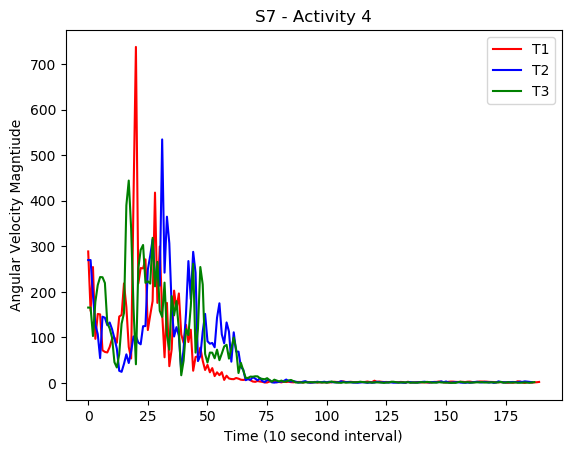 S7 - Activity 4
T1
T2
T3
Angular Velocity Magntiude
700
600
500
400
300
200
100
0
0 25 50 75 100 125 150 175
Time (10 second interval)